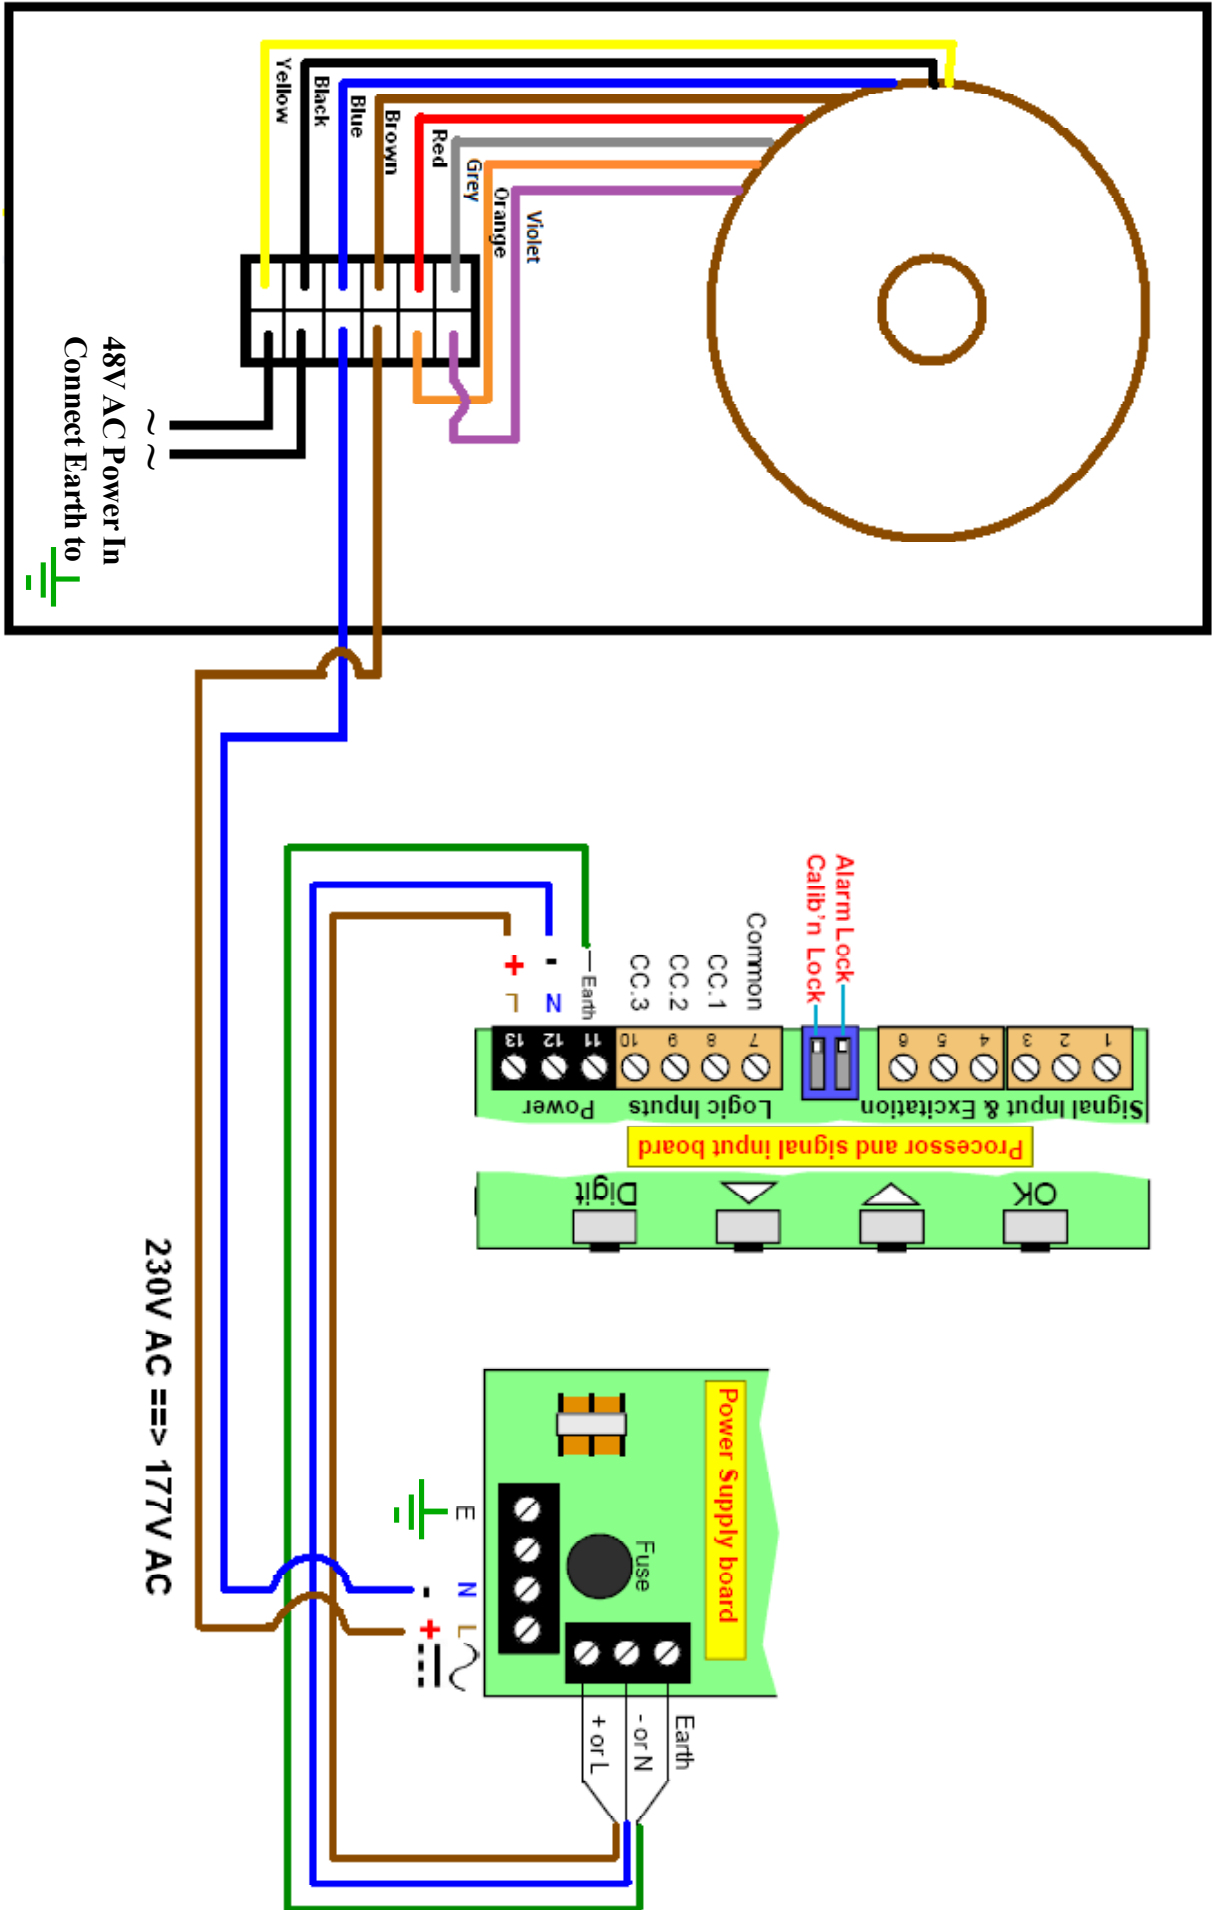 Yellow
Black
Blue
Brown
Red
Grey
Orange
Violet
48V AC Power In
Connect Earth to
~
~
Alarm Lock
Calib'n Lock
Common
CC.1
CC.2
CC.3
Earth
- N
+ L
13 12 11 10 9 8 7 6 5 4 3 2 1
Power
Logic Inputs
Signal Input & Excitation
Processor and signal input board
Digit
OK
230V AC ==> 177V AC
Power Supply board
Fuse
E
- N
+ L
Earth
- or N
+ or L